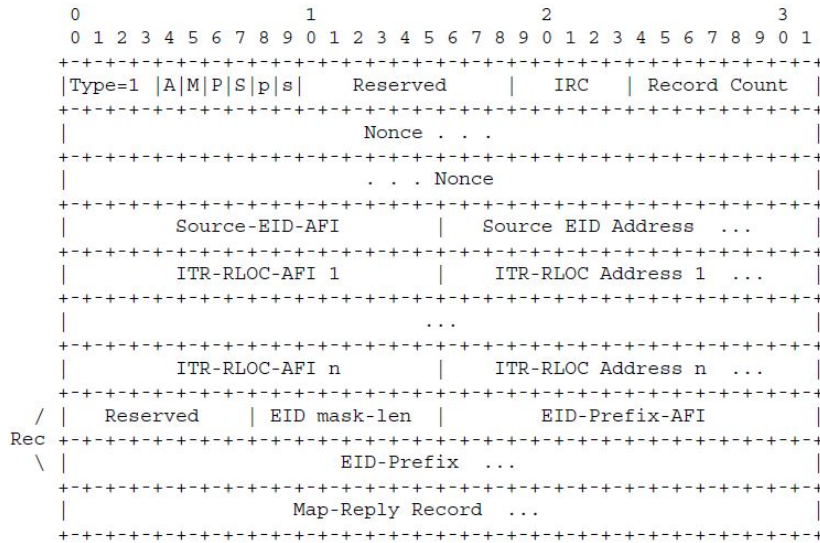 0                   1                   2                   3
 0 1 2 3 4 5 6 7 8 9 0 1 2 3 4 5 6 7 8 9 0 1 2 3 4 5 6 7 8 9 0 1
+-+-+-+-+-+-+-+-+-+-+-+-+-+-+-+-+-+-+-+-+-+-+-+-+-+-+-+-+-+-+-+-+
|Type=1 |A|M|P|S|p|s|    Reserved     |   IRC   | Record Count  |
+-+-+-+-+-+-+-+-+-+-+-+-+-+-+-+-+-+-+-+-+-+-+-+-+-+-+-+-+-+-+-+-+
|                         Nonce . . .                           |
+-+-+-+-+-+-+-+-+-+-+-+-+-+-+-+-+-+-+-+-+-+-+-+-+-+-+-+-+-+-+-+-+
|                         . . . Nonce                           |
+-+-+-+-+-+-+-+-+-+-+-+-+-+-+-+-+-+-+-+-+-+-+-+-+-+-+-+-+-+-+-+-+
|         Source-EID-AFI        |   Source EID Address  ...     |
+-+-+-+-+-+-+-+-+-+-+-+-+-+-+-+-+-+-+-+-+-+-+-+-+-+-+-+-+-+-+-+-+
|         ITR-RLOC-AFI 1        |    ITR-RLOC Address 1  ...    |
+-+-+-+-+-+-+-+-+-+-+-+-+-+-+-+-+-+-+-+-+-+-+-+-+-+-+-+-+-+-+-+-+
|                              ...                              |
+-+-+-+-+-+-+-+-+-+-+-+-+-+-+-+-+-+-+-+-+-+-+-+-+-+-+-+-+-+-+-+-+
|         ITR-RLOC-AFI n        |    ITR-RLOC Address n  ...    |
+-+-+-+-+-+-+-+-+-+-+-+-+-+-+-+-+-+-+-+-+-+-+-+-+-+-+-+-+-+-+-+-+
/ |   Reserved    | EID mask-len  |        EID-Prefix-AFI         |
Rec +-+-+-+-+-+-+-+-+-+-+-+-+-+-+-+-+-+-+-+-+-+-+-+-+-+-+-+-+-+-+-+-+
\ |                       EID-Prefix  ...                         |
+-+-+-+-+-+-+-+-+-+-+-+-+-+-+-+-+-+-+-+-+-+-+-+-+-+-+-+-+-+-+-+-+
|                   Map-Reply Record  ...                       |
+-+-+-+-+-+-+-+-+-+-+-+-+-+-+-+-+-+-+-+-+-+-+-+-+-+-+-+-+-+-+-+-+